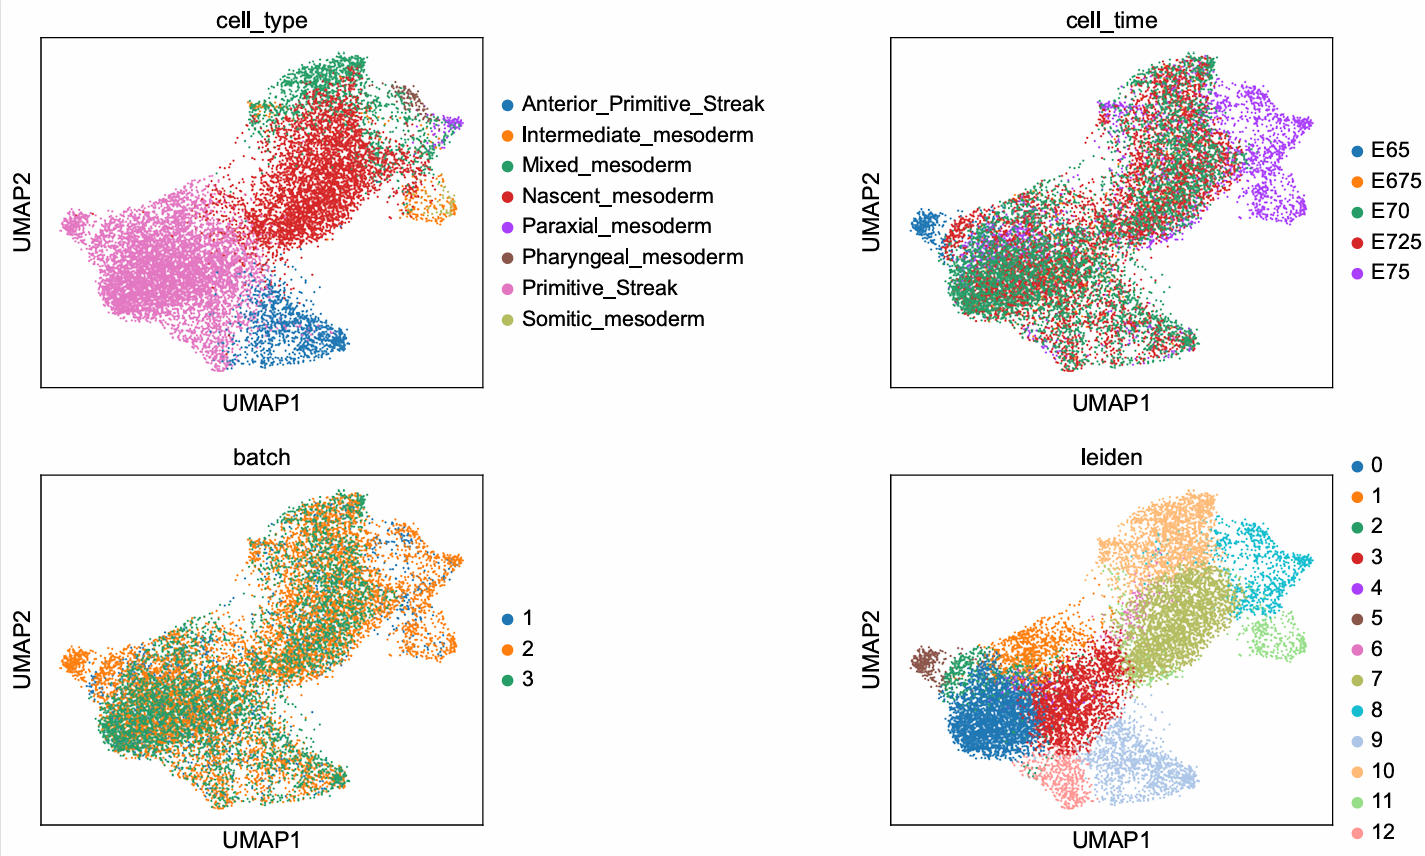 cell_type
UMAP2
UMAP1
Anterior_Primitive_Streak
Intermediate_mesoderm
Mixed_mesoderm
Nascent_mesoderm
Paraxial_mesoderm
Pharyngeal_mesoderm
Primitive_Streak
Somitic_mesoderm
cell_time
UMAP2
UMAP1
E65
E675
E70
E725
E75
batch
UMAP2
UMAP1
1
2
3
leiden
UMAP2
UMAP1
0
1
2
3
4
5
6
7
8
9
10
11
12